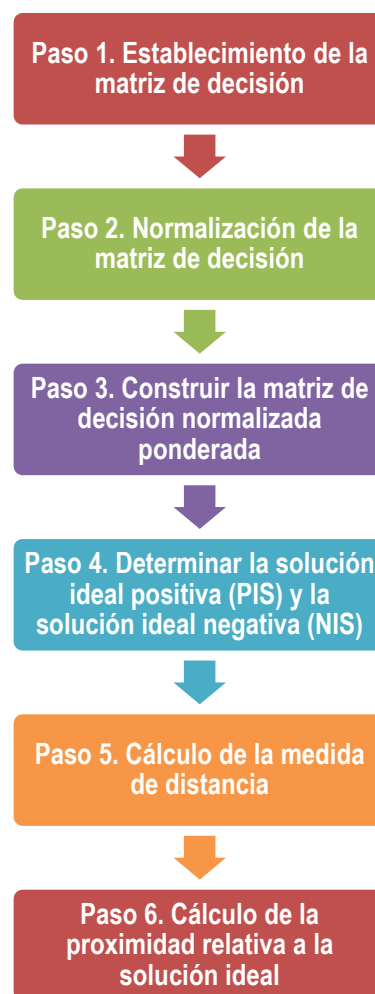 Paso 1. Establecimiento de la
matriz de decisión
Paso 2. Normalización de la
matriz de decisión
Paso 3. Construir la matriz de
decisión normalizada
ponderada
Paso 4. Determinar la solución
ideal positiva (PIS) y la
solución ideal negativa (NIS)
Paso 5. Cálculo de la medida
de distancia
Paso 6. Cálculo de la
proximidad relativa a la
solución ideal